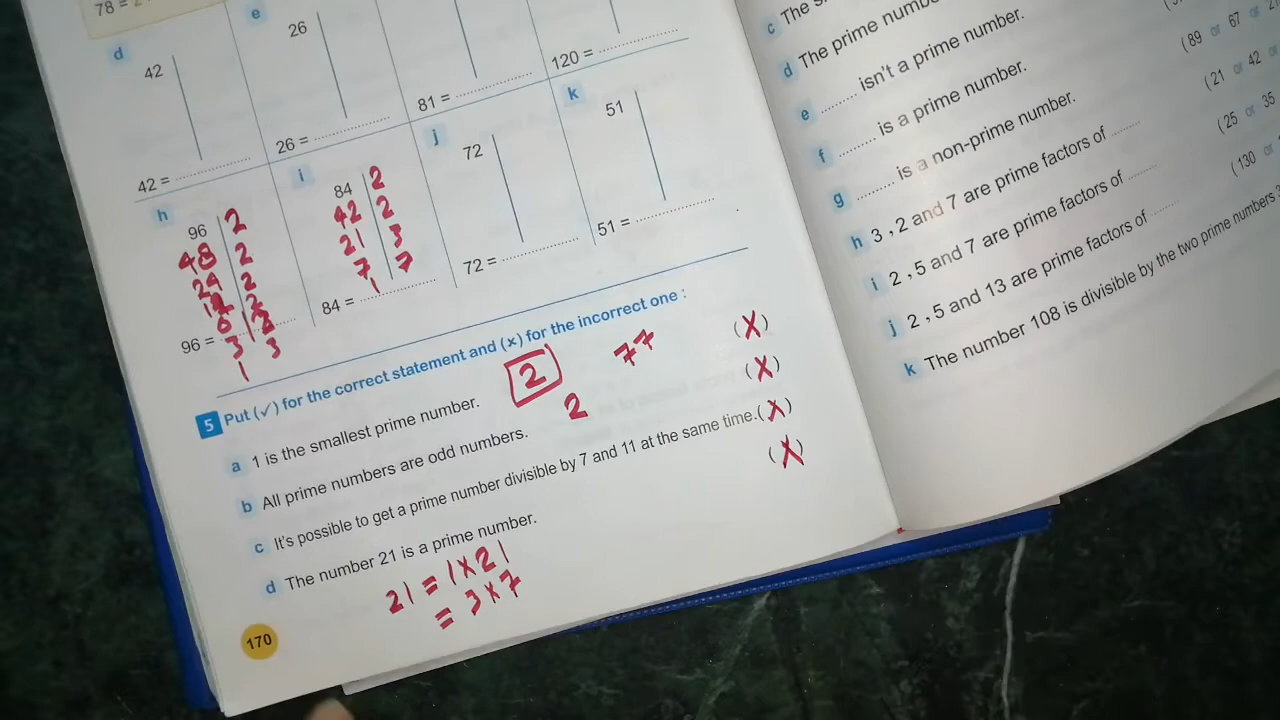 78 = 2
d
42
42 = ....................
e
26
26 = ....................
81 = ....................
120 = ....................
h
96 2
48 2
24 2
12 2
6 2
3 3
1
96 = ....................
i
84 2
42 2
21 3
7 7
1
84 = ....................
j
72
72 = ....................
k
51
51 = ....................
5 Put (✓) for the correct statement and (x) for the incorrect one :
a 1 is the smallest prime number. 2 77 (X)
b All prime numbers are odd numbers. 2 (X)
c It's possible to get a prime number divisible by 7 and 11 at the same time.(X)
d The number 21 is a prime number. (X)
21 = 1x21
= 3x7
170
c The
d The prime
e ........ isn't a prime number.
f ........ is a prime number. (89 or 67 or
g ........ is a non-prime number. (21 or 42
h 3 , 2 and 7 are prime factors of ........ (25 or 35
i 2 , 5 and 7 are prime factors of ........ (130 or
j 2 , 5 and 13 are prime factors of ........
k The number 108 is divisible by the two prime numbers